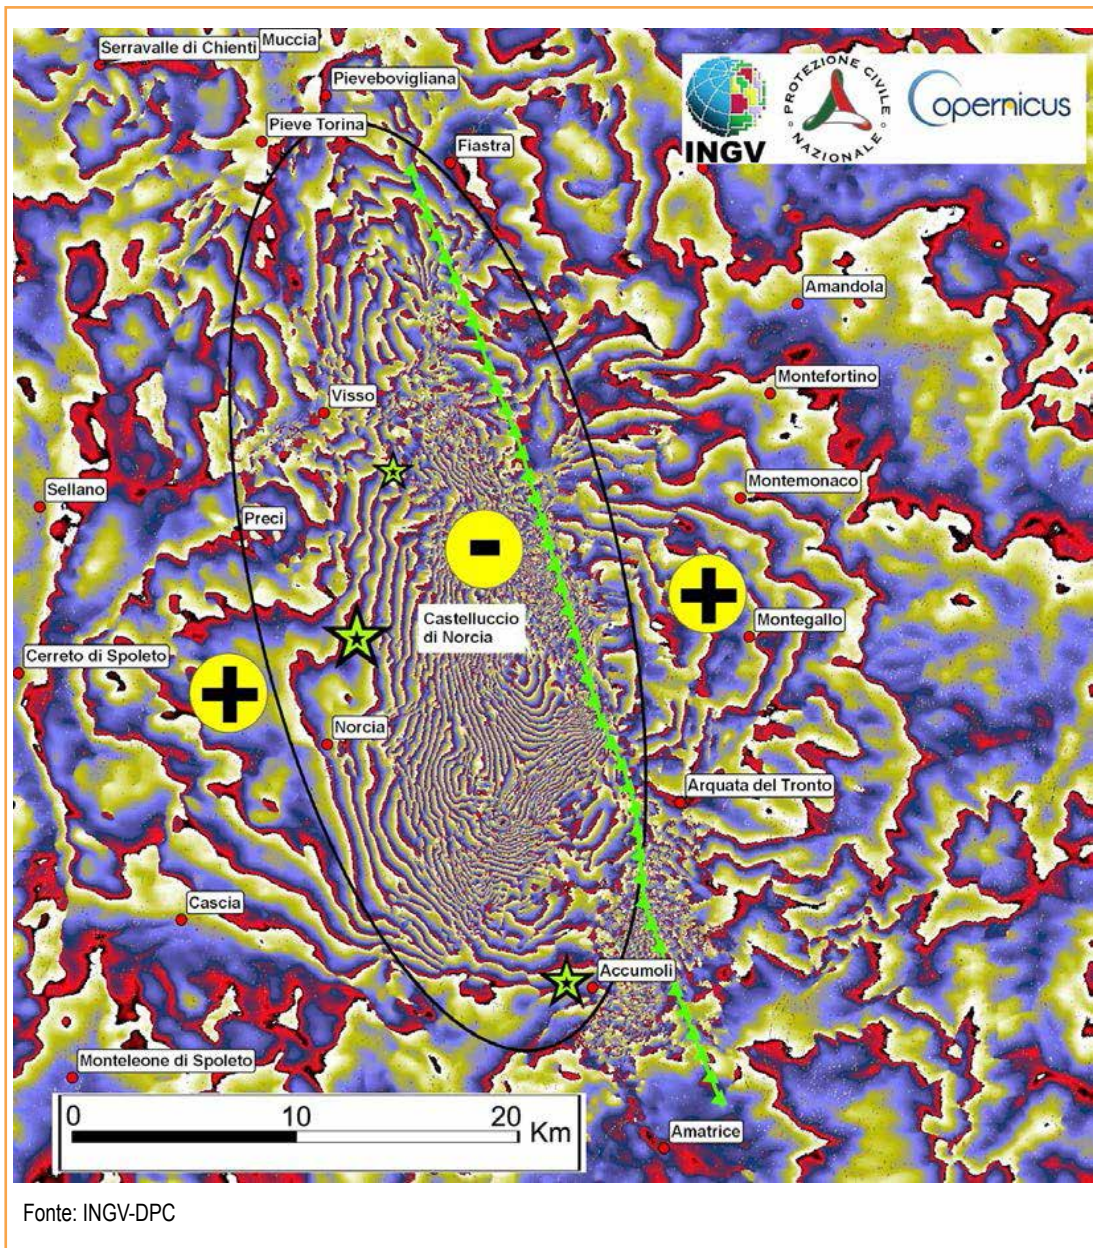 Muccia
Serravalle di Chienti
Pievebovigliana
Pieve Torina
Fiastra
INGV
PROTEZIONE CIVILE
NAZIONALE
Copernicus
Amandola
Montefortino
Visso
Sellano
Montemonaco
Preci
-
+
Castelluccio
di Norcia
Montegallo
Cerreto di Spoleto
+
Norcia
Arquata del Tronto
Cascia
Accumoli
Monteleone di Spoleto
0 10 20 Km
Amatrice
Fonte: INGV-DPC